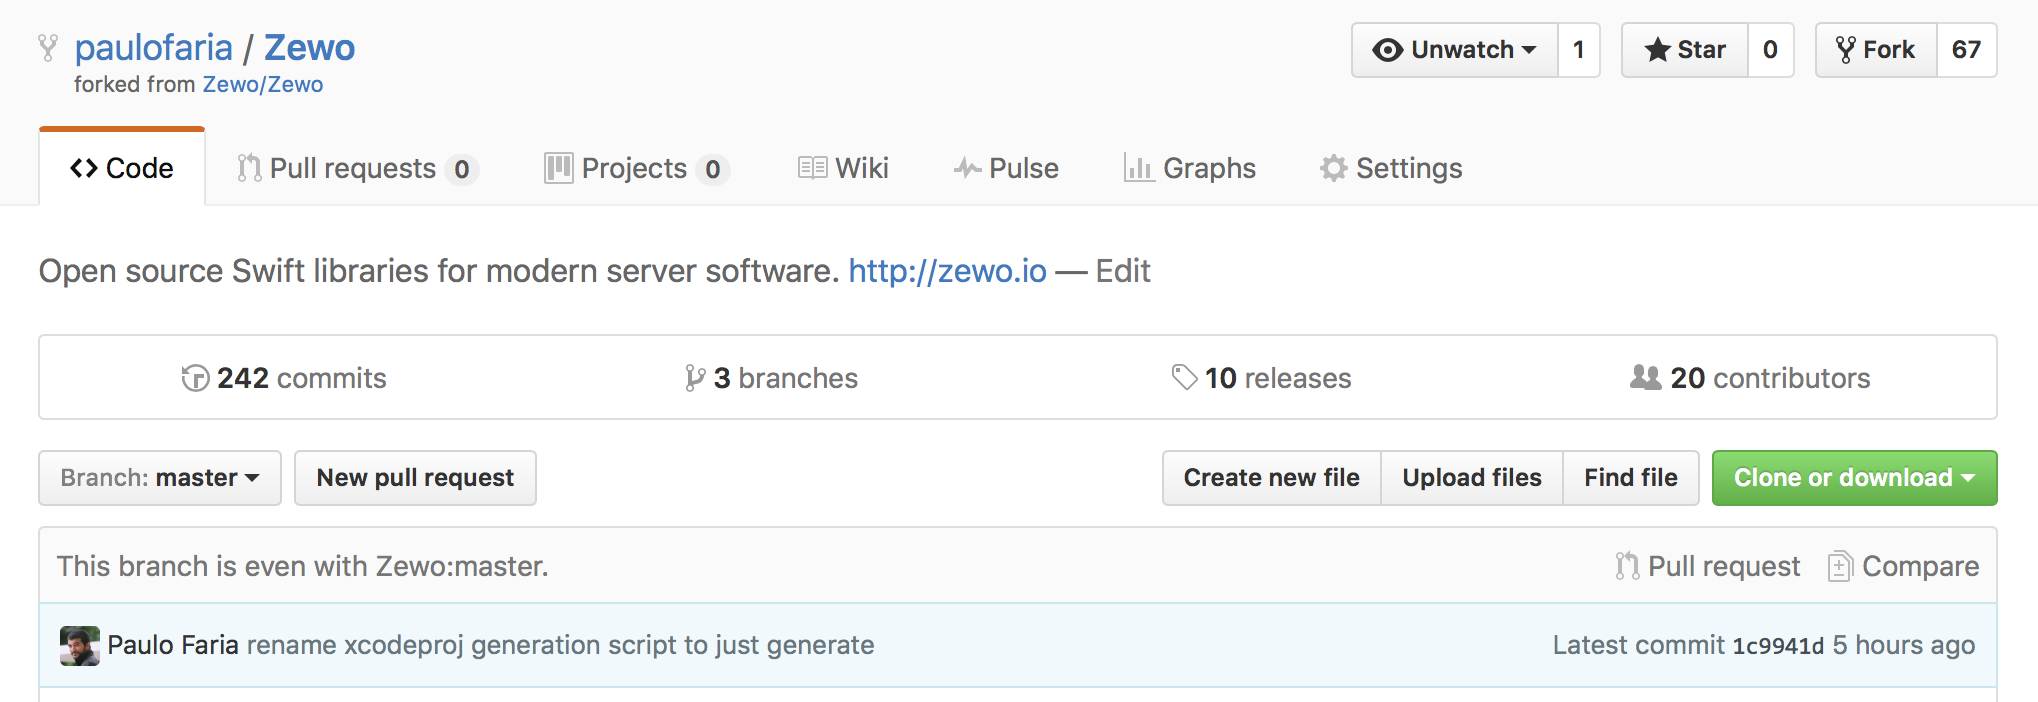 paulofaria / Zewo
forked from Zewo/Zewo
Unwatch 1 Star 0 Fork 67
Code Pull requests 0 Projects 0 Wiki Pulse Graphs Settings
Open source Swift libraries for modern server software. http://zewo.io — Edit
242 commits 3 branches 10 releases 20 contributors
Branch: master New pull request Create new file Upload files Find file Clone or download
This branch is even with Zewo:master. Pull request Compare
Paulo Faria rename xcodeproj generation script to just generate Latest commit 1c9941d 5 hours ago